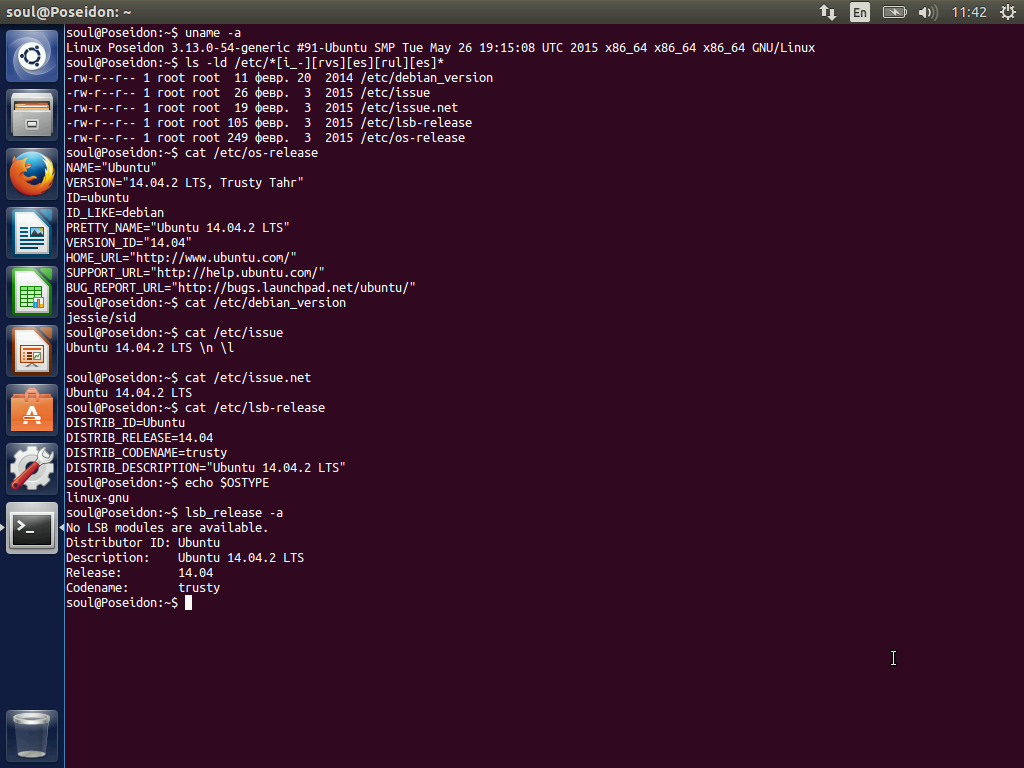 soul@Poseidon: ~
En
11:42
soul@Poseidon:~$ uname -a
Linux Poseidon 3.13.0-54-generic #91-Ubuntu SMP Tue May 26 19:15:08 UTC 2015 x86_64 x86_64 x86_64 GNU/Linux
soul@Poseidon:~$ ls -ld /etc/*[i_-][rvs][es][rul][es]*
-rw-r--r-- 1 root root  11 февр. 20  2014 /etc/debian_version
-rw-r--r-- 1 root root  26 февр.  3  2015 /etc/issue
-rw-r--r-- 1 root root  19 февр.  3  2015 /etc/issue.net
-rw-r--r-- 1 root root 105 февр.  3  2015 /etc/lsb-release
-rw-r--r-- 1 root root 249 февр.  3  2015 /etc/os-release
soul@Poseidon:~$ cat /etc/os-release
NAME="Ubuntu"
VERSION="14.04.2 LTS, Trusty Tahr"
ID=ubuntu
ID_LIKE=debian
PRETTY_NAME="Ubuntu 14.04.2 LTS"
VERSION_ID="14.04"
HOME_URL="http://www.ubuntu.com/"
SUPPORT_URL="http://help.ubuntu.com/"
BUG_REPORT_URL="http://bugs.launchpad.net/ubuntu/"
soul@Poseidon:~$ cat /etc/debian_version
jessie/sid
soul@Poseidon:~$ cat /etc/issue
Ubuntu 14.04.2 LTS \n \l
soul@Poseidon:~$ cat /etc/issue.net
Ubuntu 14.04.2 LTS
soul@Poseidon:~$ cat /etc/lsb-release
DISTRIB_ID=Ubuntu
DISTRIB_RELEASE=14.04
DISTRIB_CODENAME=trusty
DISTRIB_DESCRIPTION="Ubuntu 14.04.2 LTS"
soul@Poseidon:~$ echo $OSTYPE
linux-gnu
soul@Poseidon:~$ lsb_release -a
No LSB modules are available.
Distributor ID: Ubuntu
Description:    Ubuntu 14.04.2 LTS
Release:        14.04
Codename:       trusty
soul@Poseidon:~$